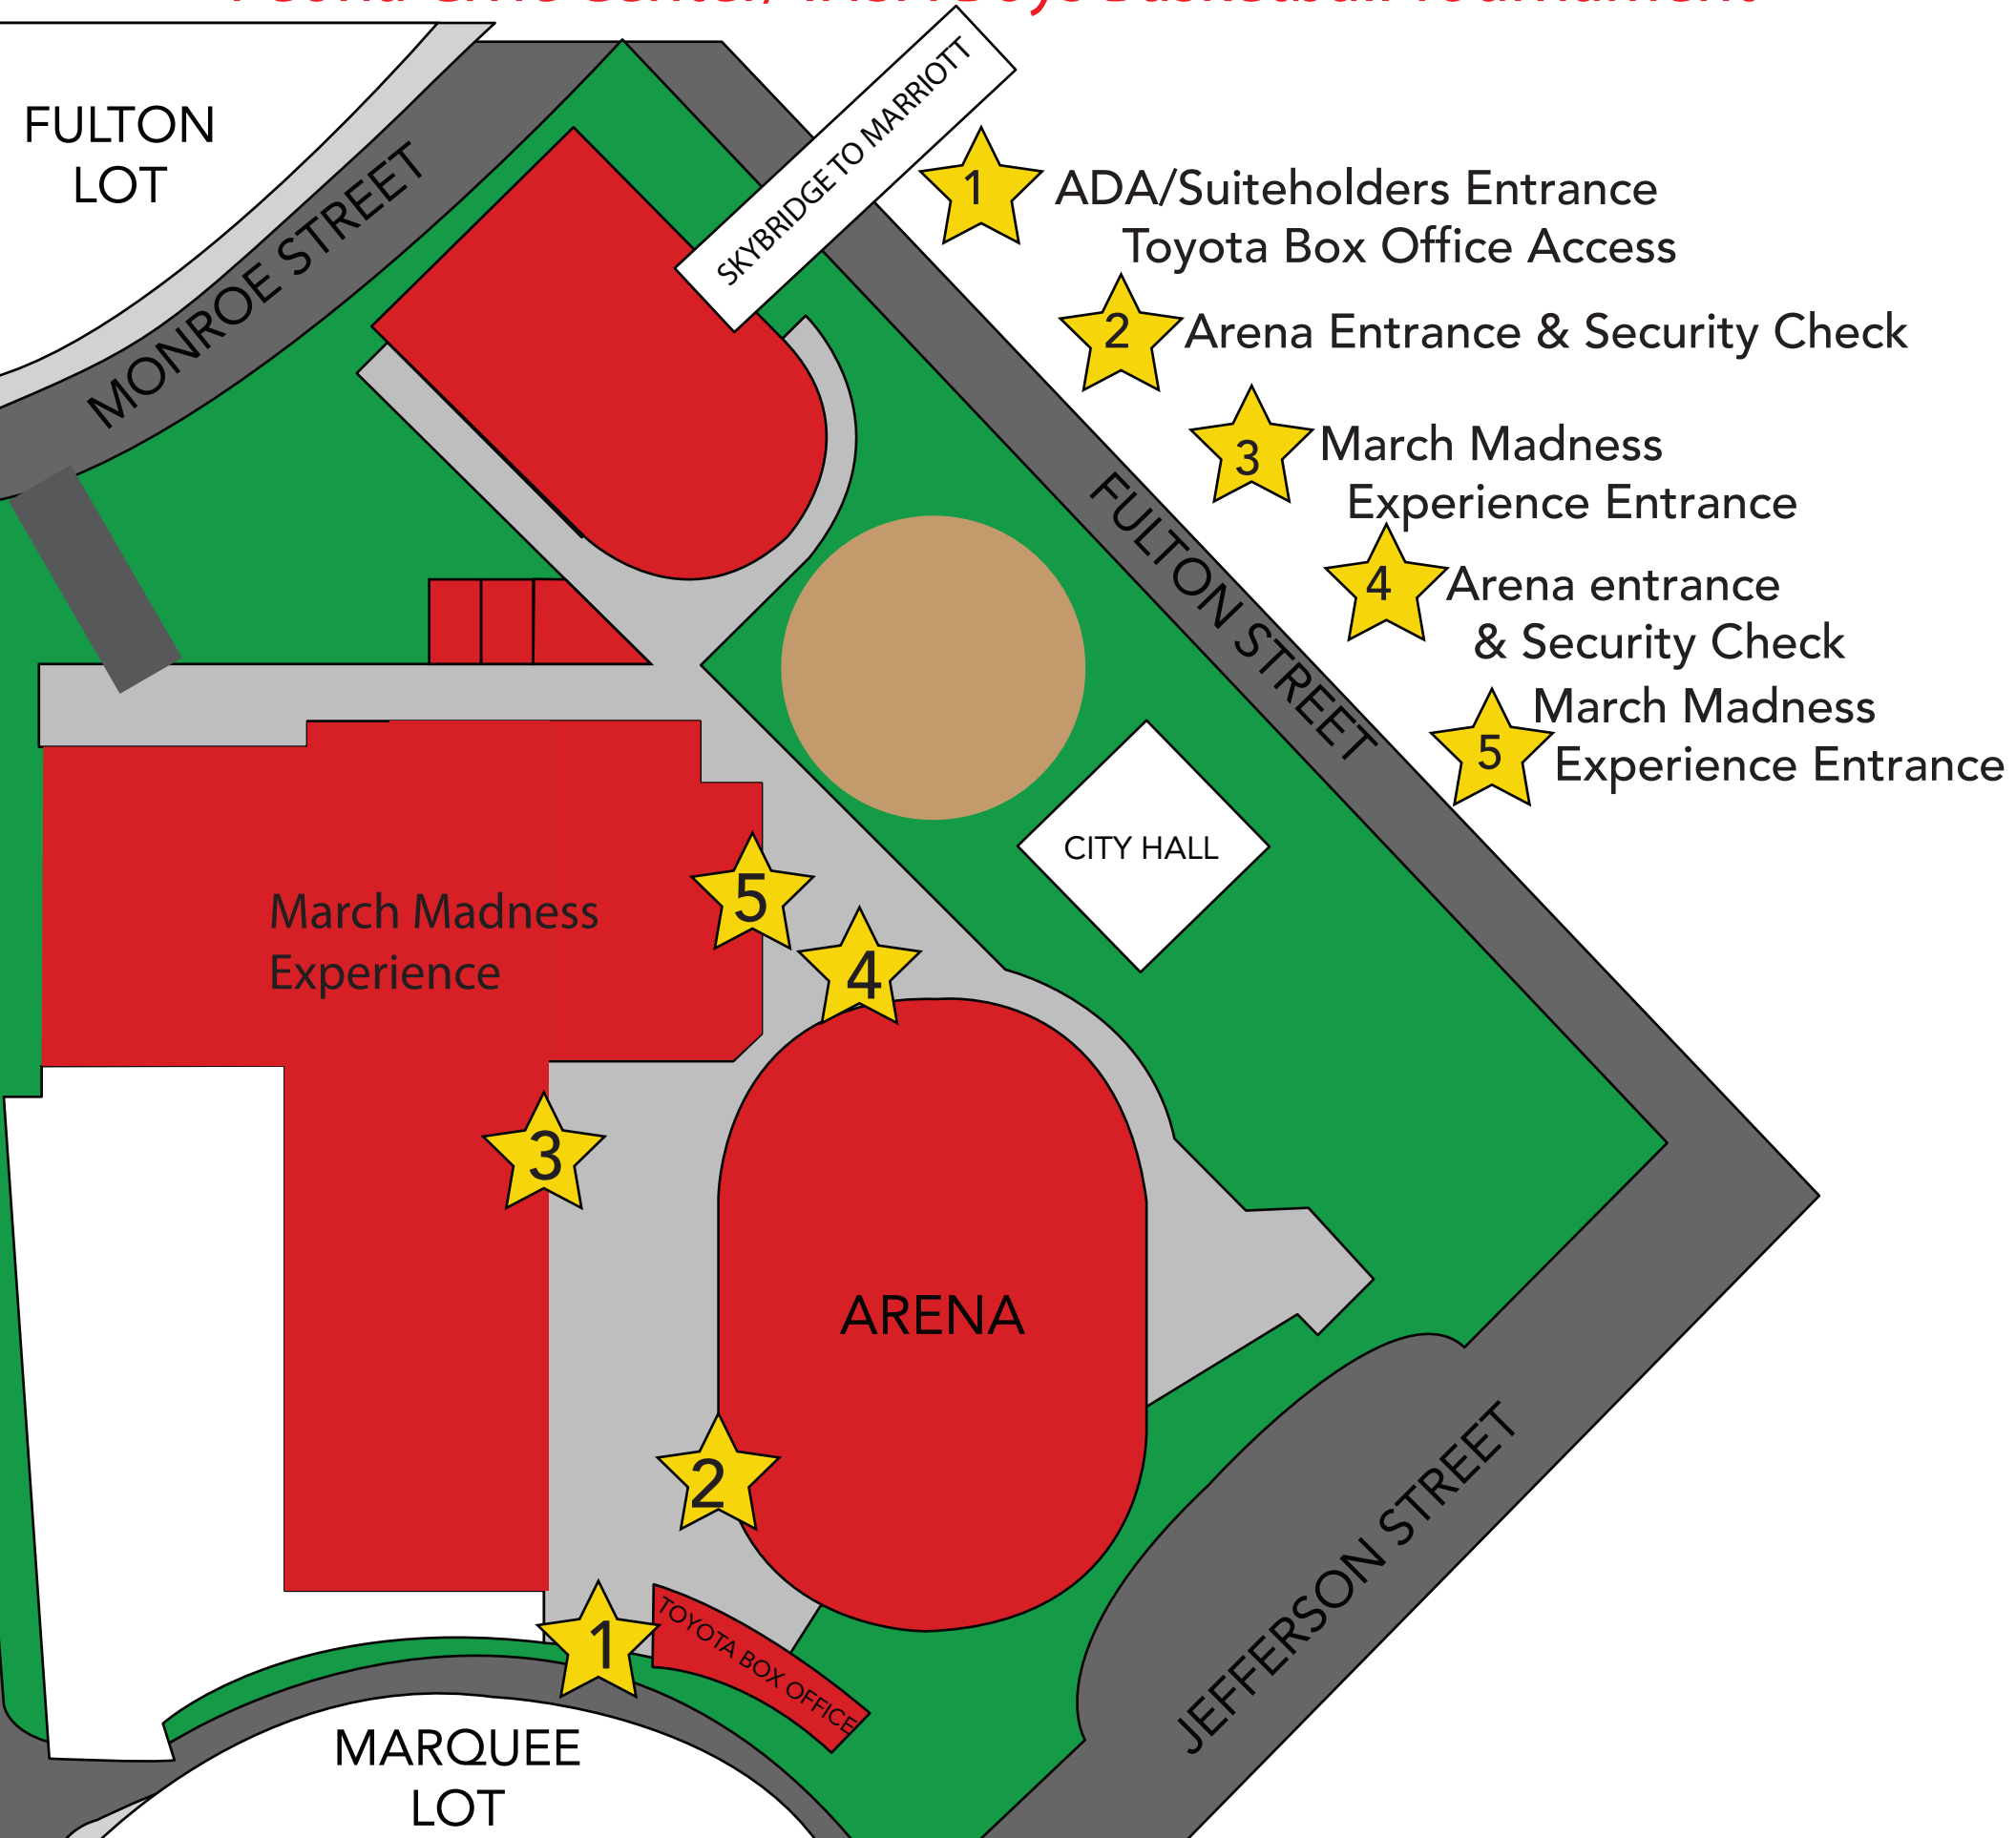 FULTON
LOT
MONROE STREET
SKYBRIDGE TO MARRIOTT
1
ADA/Suiteholders Entrance
Toyota Box Office Access
2
Arena Entrance & Security Check
3
March Madness
Experience Entrance
4
Arena entrance
& Security Check
5
March Madness
Experience Entrance
FULTON STREET
CITY HALL
March Madness
Experience
5
4
3
ARENA
2
1
TOYOTA BOX OFFICE
JEFFERSON STREET
MARQUEE
LOT